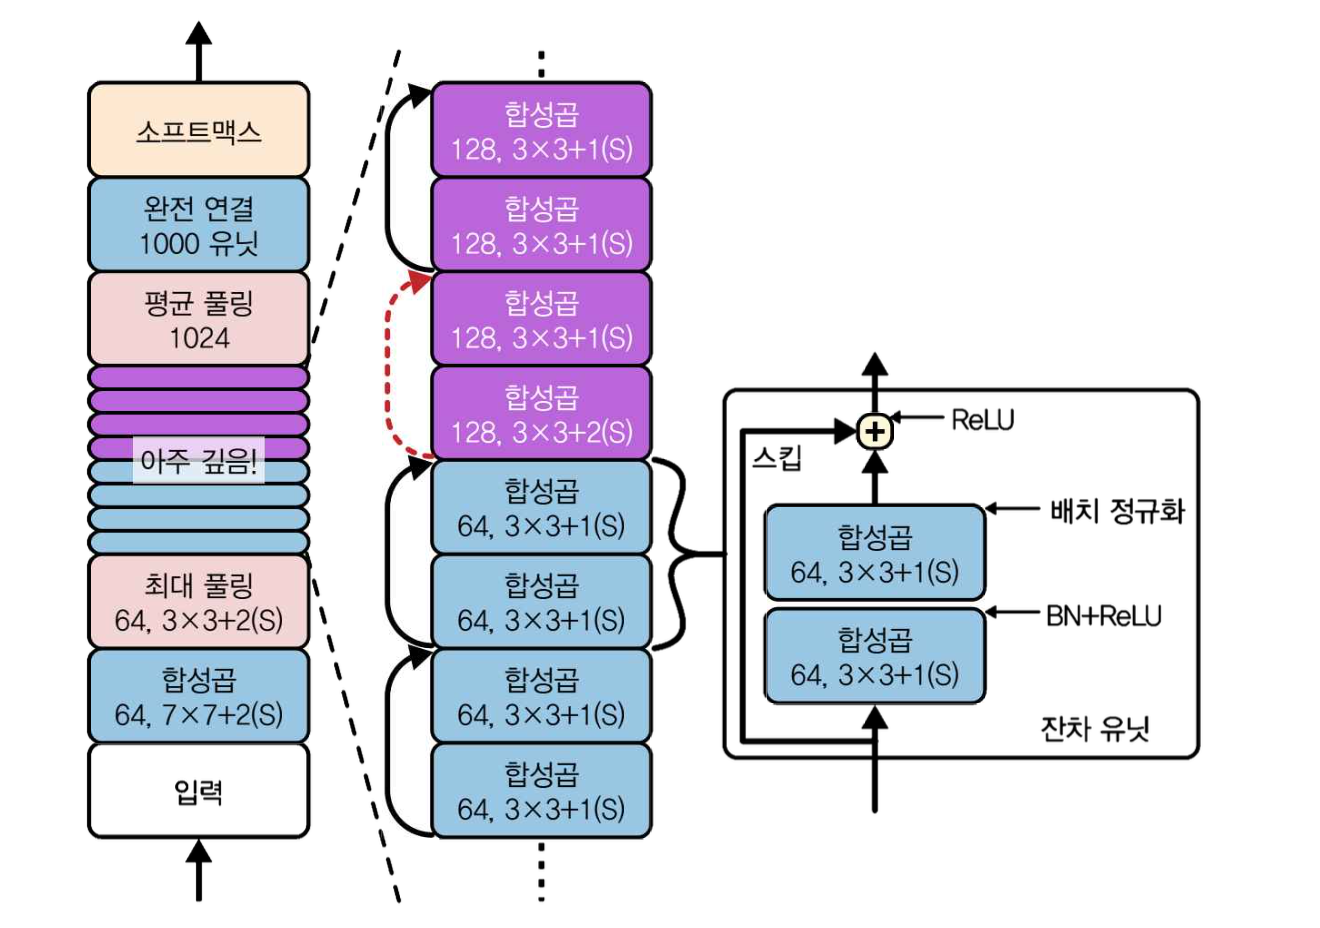 소프트맥스
완전 연결
1000 유닛
평균 풀링
1024
아주 깊음!
최대 풀링
64, 3×3+2(S)
합성곱
64, 7×7+2(S)
입력
합성곱
128, 3×3+1(S)
합성곱
128, 3×3+1(S)
합성곱
128, 3×3+1(S)
합성곱
128, 3×3+2(S)
합성곱
64, 3×3+1(S)
합성곱
64, 3×3+1(S)
합성곱
64, 3×3+1(S)
합성곱
64, 3×3+1(S)
ReLU
+
스킵
배치 정규화
합성곱
64, 3×3+1(S)
BN+ReLU
합성곱
64, 3×3+1(S)
잔차 유닛